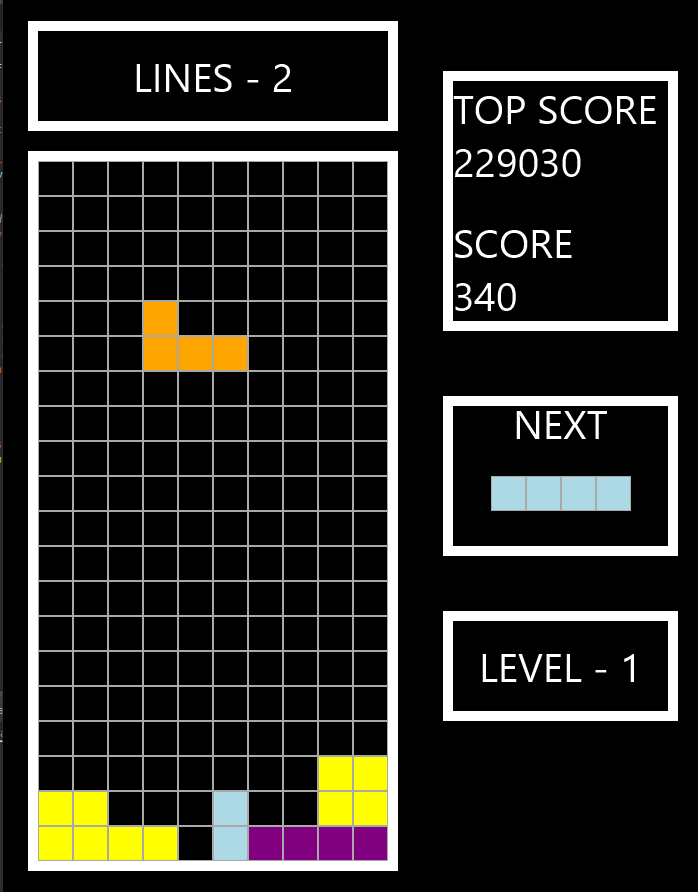 LINES - 2
TOP SCORE
229030
SCORE
340
NEXT
LEVEL - 1